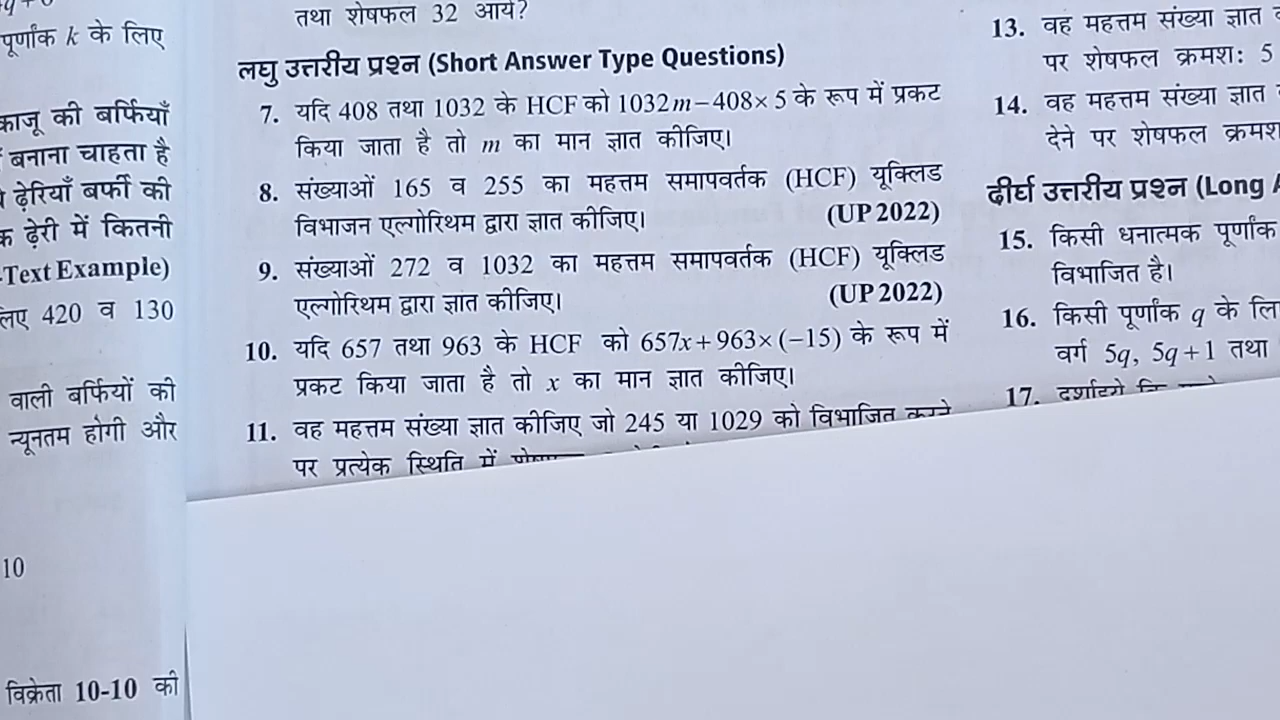 पूर्णांक k के लिए
काजू की बर्फियाँ
बनाना चाहता है
ढ़ेरियाँ बर्फी की
ढ़ेरी में कितनी
-Text Example)
420 व 130
वाली बर्फियों की
न्यूनतम होगी और
10
विक्रेता 10-10 की
तथा शेषफल 32 आये?
लघु उत्तरीय प्रश्न (Short Answer Type Questions)
7. यदि 408 तथा 1032 के HCF को 1032m−408×5 के रूप में प्रकट
किया जाता है तो m का मान ज्ञात कीजिए।
8. संख्याओं 165 व 255 का महत्तम समापवर्तक (HCF) यूक्लिड
विभाजन एल्गोरिथम द्वारा ज्ञात कीजिए। (UP 2022)
9. संख्याओं 272 व 1032 का महत्तम समापवर्तक (HCF) यूक्लिड
एल्गोरिथम द्वारा ज्ञात कीजिए। (UP 2022)
10. यदि 657 तथा 963 के HCF को 657x+963×(−15) के रूप में
प्रकट किया जाता है तो x का मान ज्ञात कीजिए।
11. वह महत्तम संख्या ज्ञात कीजिए जो 245 या 1029 को विभाजित करने
पर प्रत्येक स्थिति में
13. वह महत्तम संख्या ज्ञात
पर शेषफल क्रमशः 5
14. वह महत्तम संख्या ज्ञात
देने पर शेषफल क्रमश
दीर्घ उत्तरीय प्रश्न (Long
15. किसी धनात्मक पूर्णांक
विभाजित है।
16. किसी पूर्णांक q के लि
वर्ग 5q, 5q+1 तथा
17.